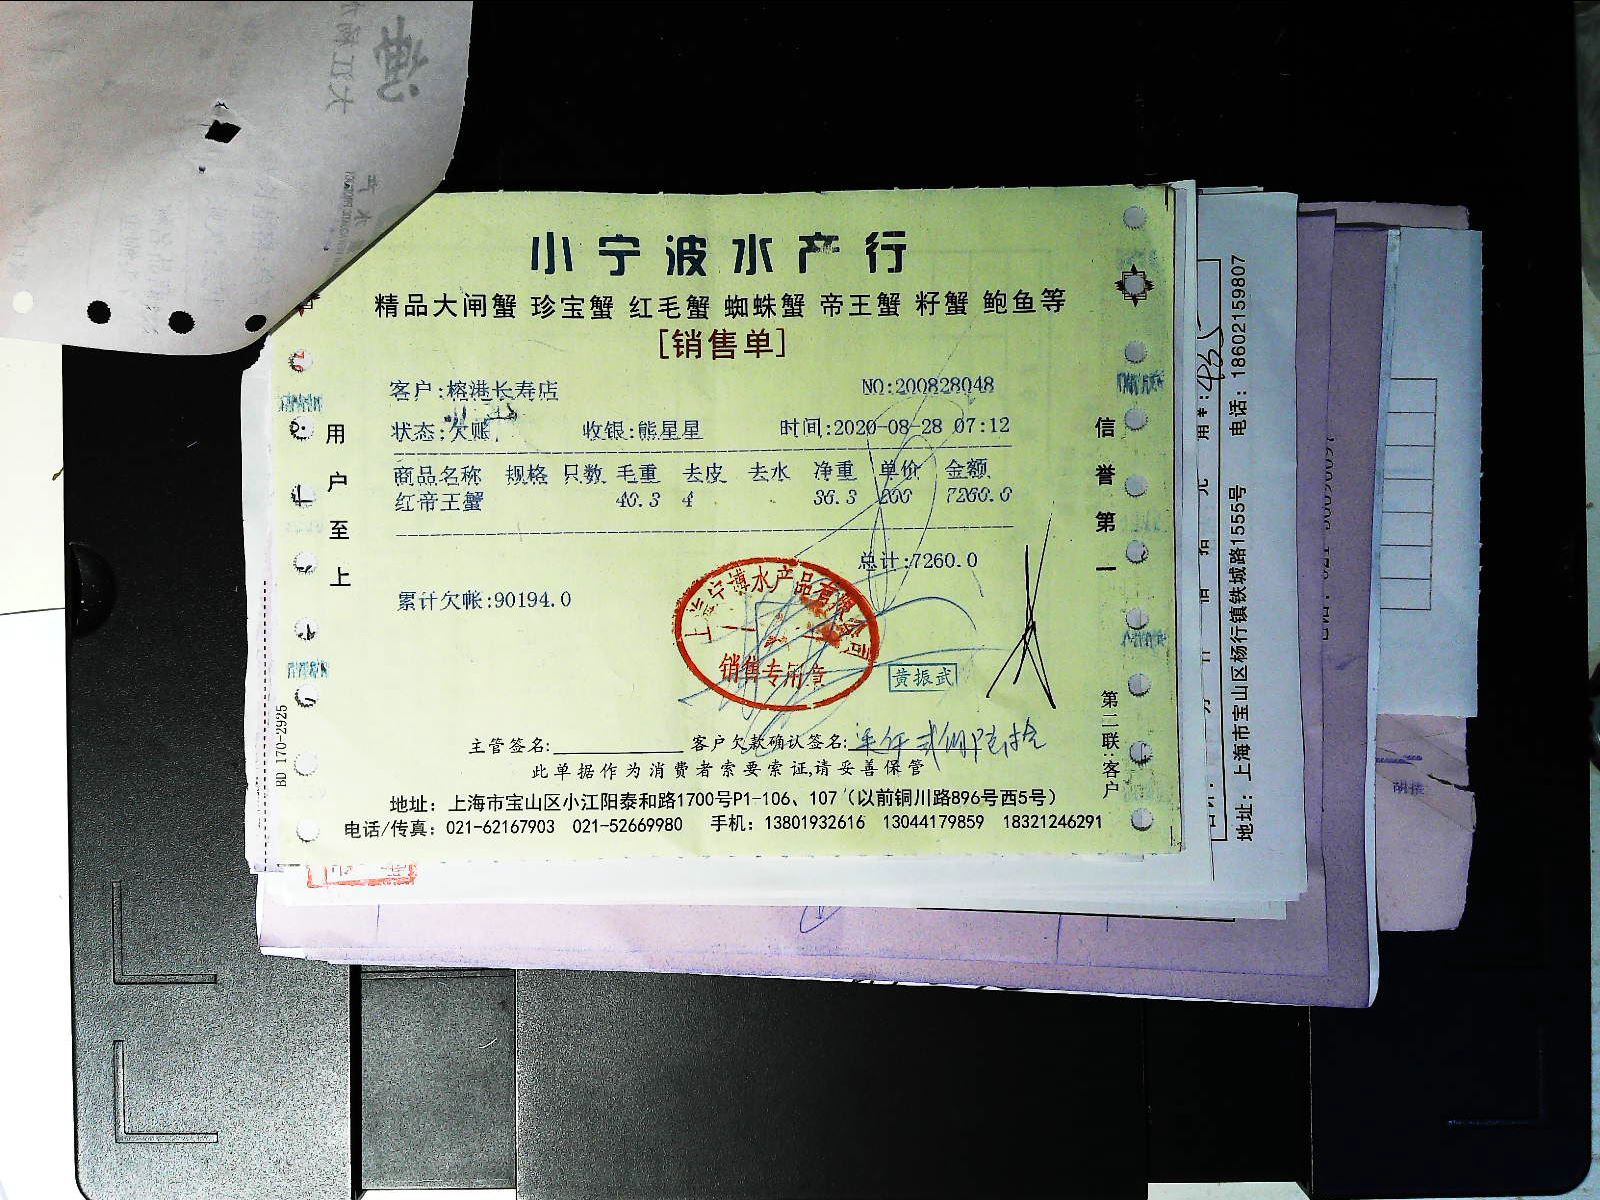 小宁波水产行
精品大闸蟹 珍宝蟹 红毛蟹 蜘蛛蟹 帝王蟹 籽蟹 鲍鱼等
[销售单]
客户:榕港长寿店 NO:200828048
状态:欠账 收银:熊星星 时间:2020-08-28 07:12
商品名称 规格 只数 毛重 去皮 去水 净重 单价 金额
红帝王蟹 40.3 4 36.3 200 7260.0
总计:7260.0
累计欠帐:90194.0
用户至上
信誉第一
销售专用章
黄振武
主管签名: 客户欠款确认签名:
此单据作为消费者索要索证,请妥善保管
地址：上海市宝山区小江阳泰和路1700号P1-106、107（以前铜川路896号西5号）
电话/传真：021-62167903 021-52669980 手机：13801932616 13044179859 18321246291
BD 170-2925
第二联:客户
地址：上海市宝山区杨行镇铁城路1555号 电话：18602159807